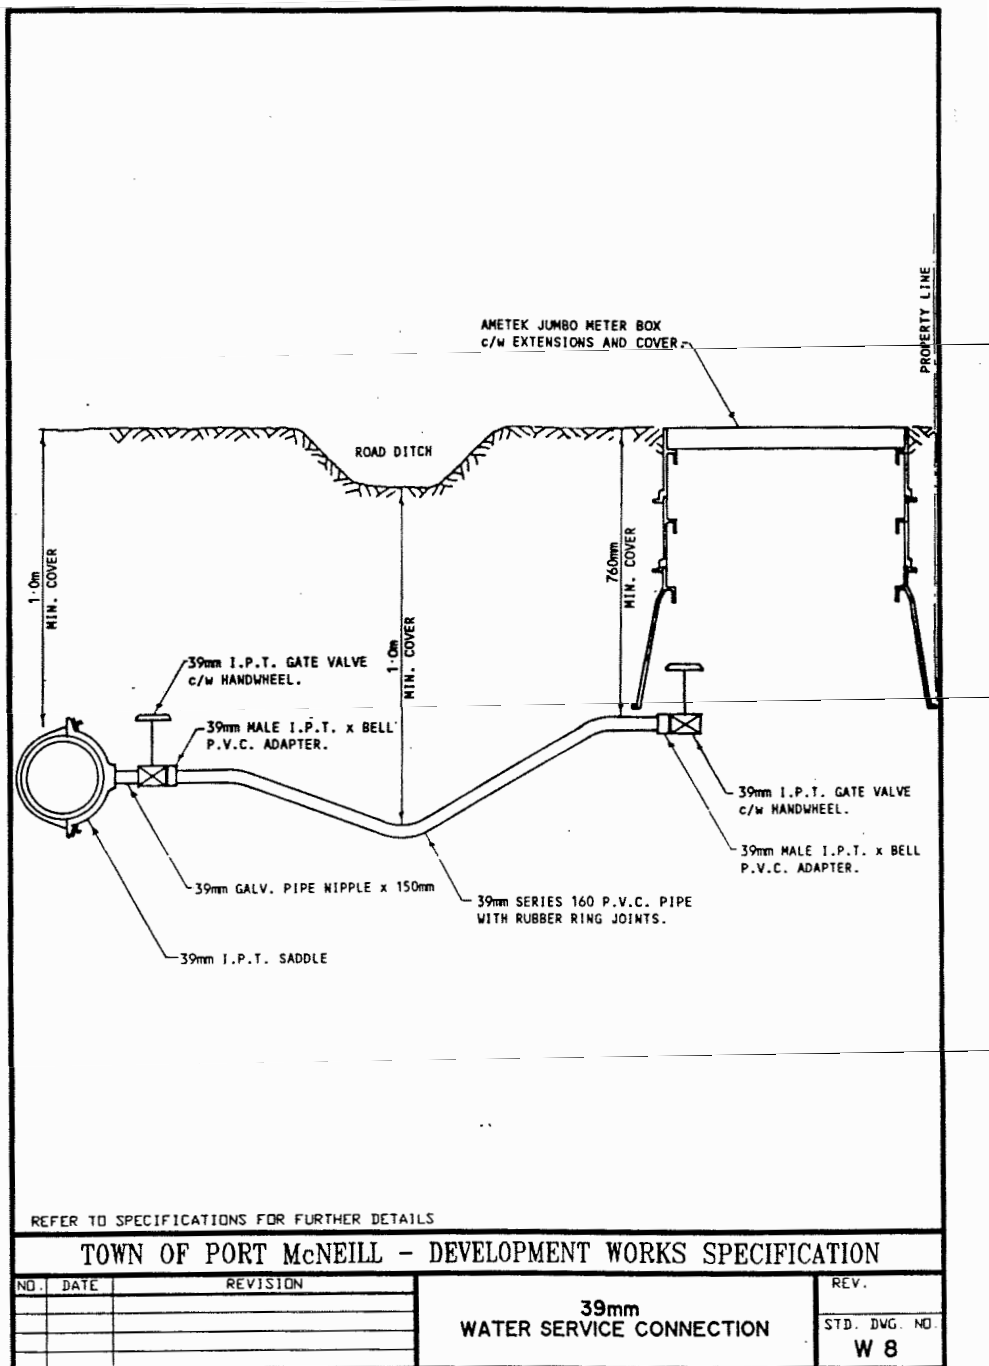 PROPERTY LINE
AMETEK JUMBO METER BOX
c/w EXTENSIONS AND COVER.
ROAD DITCH
1·0m
MIN. COVER
1·0m
MIN. COVER
760mm
MIN. COVER
39mm I.P.T. GATE VALVE
c/w HANDWHEEL.
39mm MALE I.P.T. x BELL
P.V.C. ADAPTER.
39mm I.P.T. GATE VALVE
c/w HANDWHEEL.
39mm MALE I.P.T. x BELL
P.V.C. ADAPTER.
39mm GALV. PIPE NIPPLE x 150mm
39mm SERIES 160 P.V.C. PIPE
WITH RUBBER RING JOINTS.
39mm I.P.T. SADDLE
REFER TO SPECIFICATIONS FOR FURTHER DETAILS
TOWN OF PORT McNEILL - DEVELOPMENT WORKS SPECIFICATION
NO. DATE REVISION
39mm
WATER SERVICE CONNECTION
REV.
STD. DWG. NO.
W 8